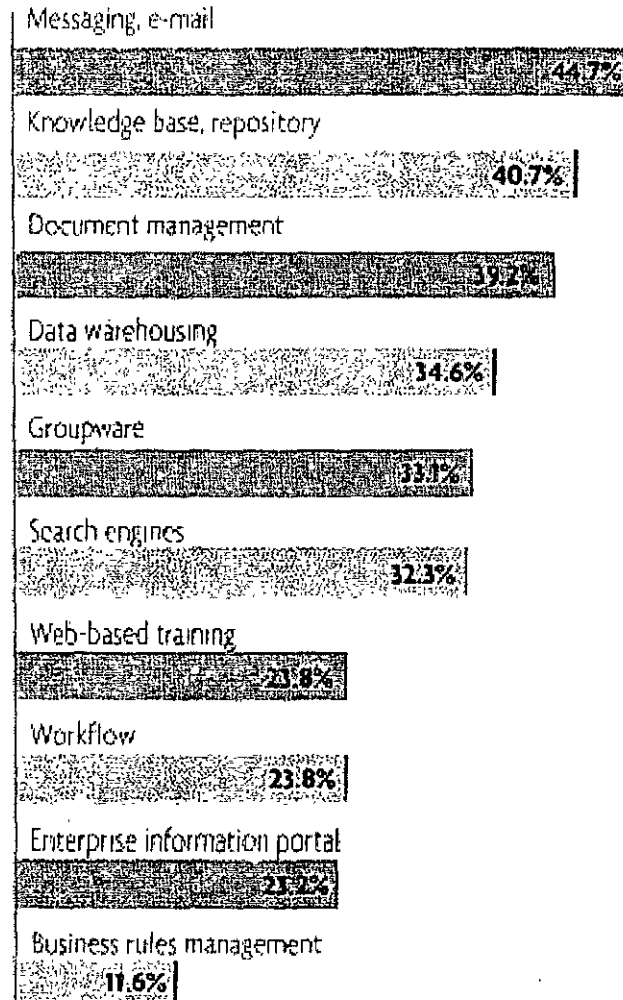 Messaging, e-mail
44.7%
Knowledge base, repository
40.7%
Document management
39.2%
Data warehousing
34.6%
Groupware
33.1%
Search engines
32.3%
Web-based training
23.8%
Workflow
23.8%
Enterprise information portal
23.2%
Business rules management
11.6%